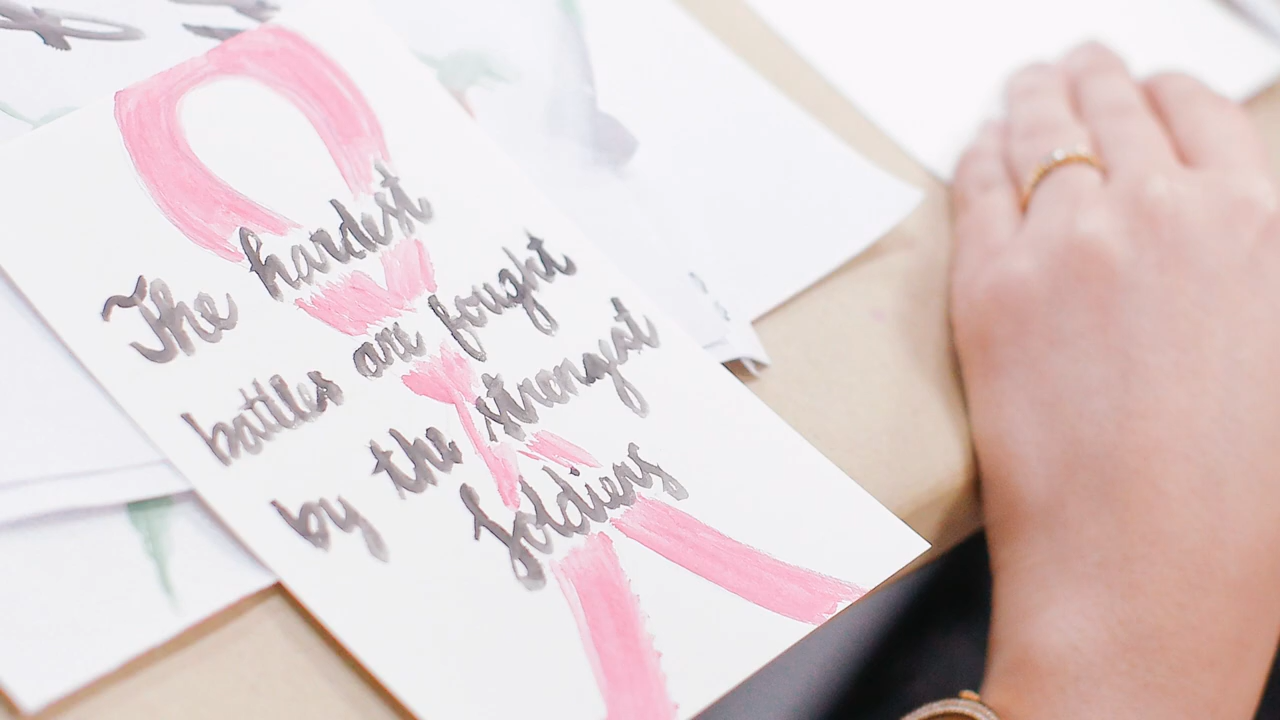 The hardest
battles are fought
by the strongest
Soldiers